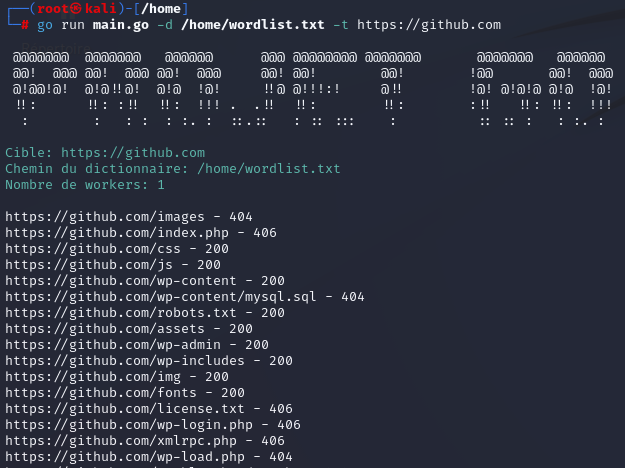 (root㉿kali)-[/home]
# go run main.go -d /home/wordlist.txt -t https://github.com
Cible: https://github.com
Chemin du dictionnaire: /home/wordlist.txt
Nombre de workers: 1
https://github.com/images - 404
https://github.com/index.php - 406
https://github.com/css - 200
https://github.com/js - 200
https://github.com/wp-content - 200
https://github.com/wp-content/mysql.sql - 404
https://github.com/robots.txt - 200
https://github.com/assets - 200
https://github.com/wp-admin - 200
https://github.com/wp-includes - 200
https://github.com/img - 200
https://github.com/fonts - 200
https://github.com/license.txt - 406
https://github.com/wp-login.php - 406
https://github.com/xmlrpc.php - 406
https://github.com/wp-load.php - 404